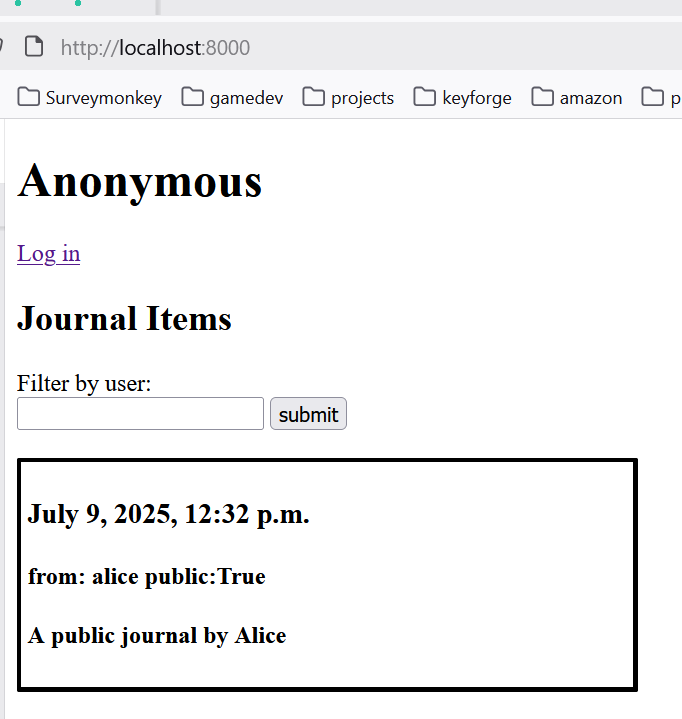 http://localhost:8000
Surveymonkey gamedev projects keyforge amazon
Anonymous
Log in
Journal Items
Filter by user:
submit
July 9, 2025, 12:32 p.m.
from: alice public:True
A public journal by Alice